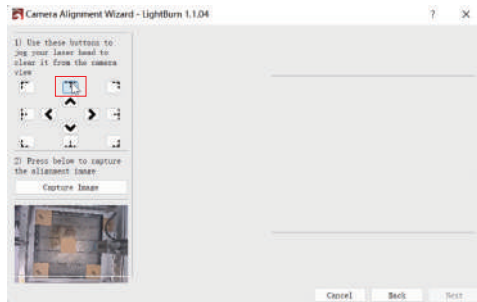 Camera Alignment Wizard - LightBurn 1.1.04
1) Use these buttons to
jog your laser head to
clear it from the camera
view
2) Press below to capture
the alignment image
Capture Image
Cancel
Back
Next